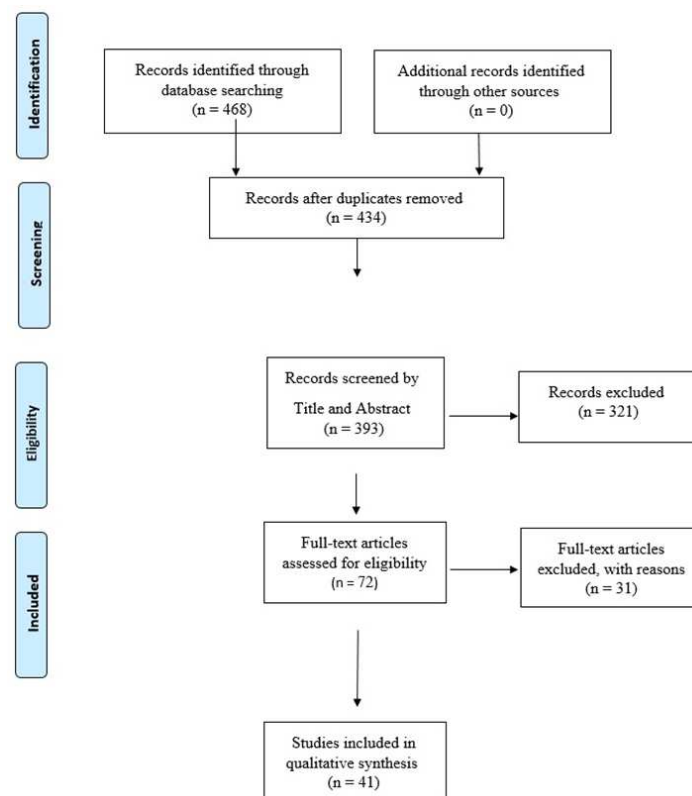 Identification
Records identified through
database searching
(n = 468)
Additional records identified
through other sources
(n = 0)
Screening
Records after duplicates removed
(n = 434)
Eligibility
Records screened by
Title and Abstract
(n = 393)
Records excluded
(n = 321)
Included
Full-text articles
assessed for eligibility
(n = 72)
Full-text articles
excluded, with reasons
(n = 31)
Studies included in
qualitative synthesis
(n = 41)